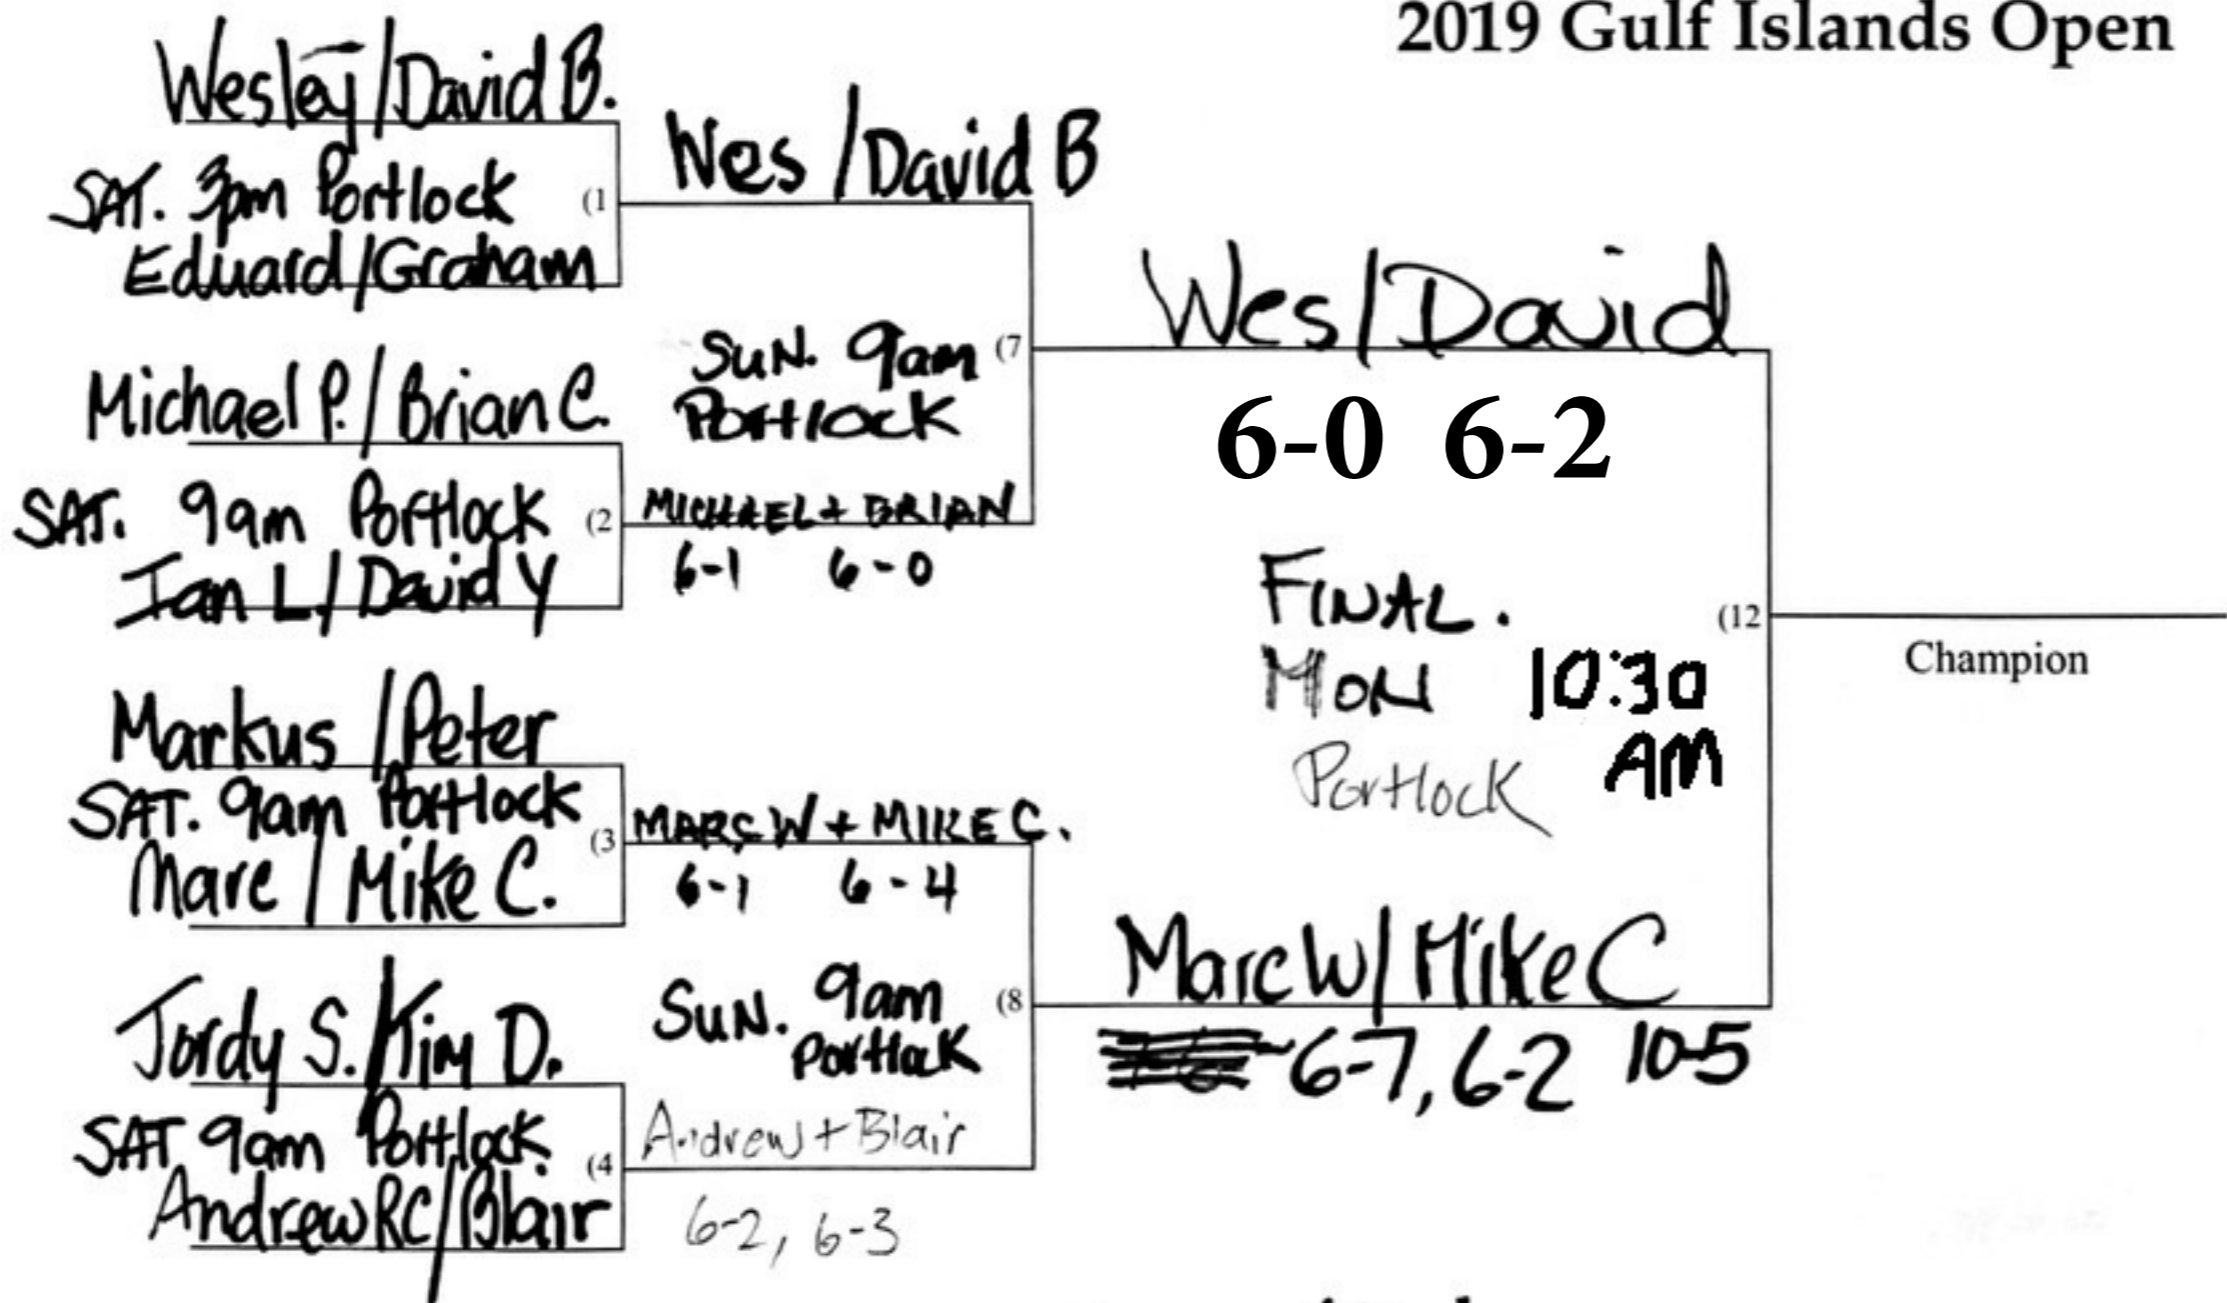 2019 Gulf Islands Open
Wesley/David B.
SAT. 3pm Portlock (1
Eduard/Graham
Michael P./Brian C.
SAT. 9am Portlock (2
Ian L./David Y
Markus/Peter
SAT. 9am Portlock (3
Marc/Mike C.
Jordy S./Kim D.
SAT 9am Portlock (4
Andrew RC/Blair
Wes/David B
SUN. 9am (7
Portlock
MICHAEL + BRIAN
6-1 6-0
MARC W + MIKE C.
6-1 6-4
SUN. 9am (8
Portlock
Andrew + Blair
6-2, 6-3
Wes/David
6-0 6-2
FINAL.
MON 10:30
AM
Portlock
(12
Marc W/Mike C
6-7, 6-2 10-5
Champion